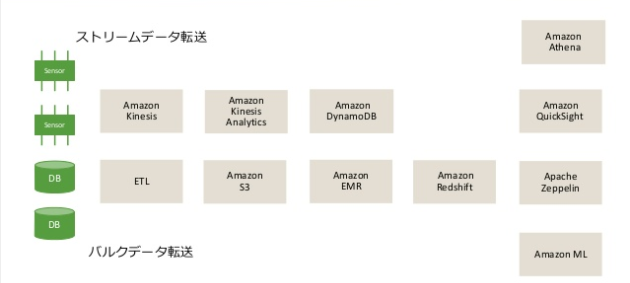 ストリームデータ転送
Amazon
Athena
Sensor
Sensor
Amazon
Kinesis
Amazon
Kinesis
Analytics
Amazon
DynamoDB
Amazon
QuickSight
DB
ETL
Amazon
S3
Amazon
EMR
Amazon
Redshift
Apache
Zeppelin
DB
バルクデータ転送
Amazon ML